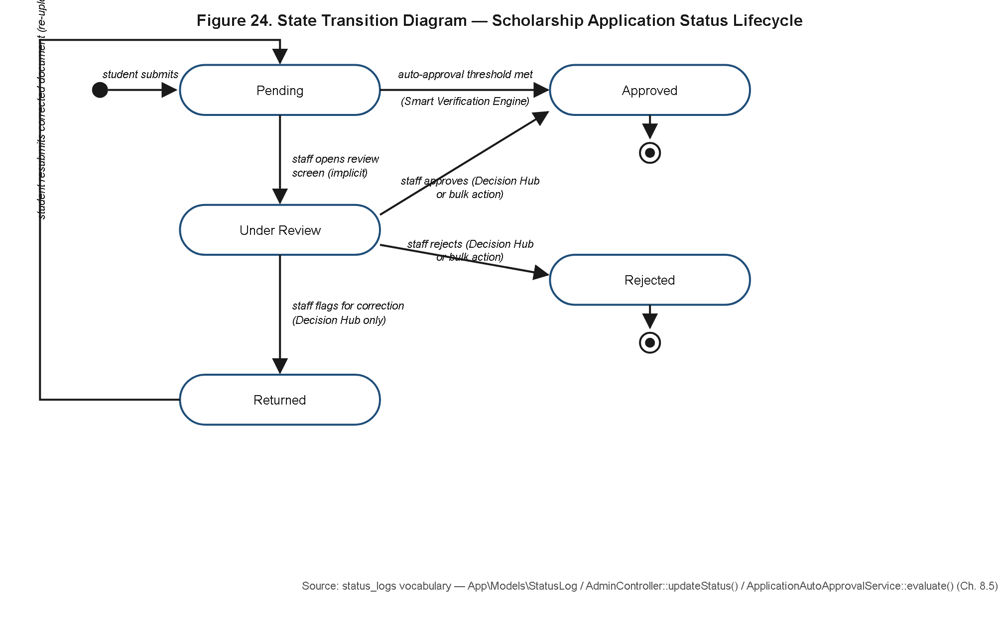 Figure 24. State Transition Diagram — Scholarship Application Status Lifecycle
student resubmits corrected document
student submits
Pending
auto-approval threshold met
(Smart Verification Engine)
Approved
staff opens review
screen (implicit)
staff approves (Decision Hub
or bulk action)
Under Review
staff rejects (Decision Hub
or bulk action)
Rejected
staff flags for correction
(Decision Hub only)
Returned
Source: status_logs vocabulary — App\Models\StatusLog / AdminController::updateStatus() / ApplicationAutoApprovalService::evaluate() (Ch. 8.5)